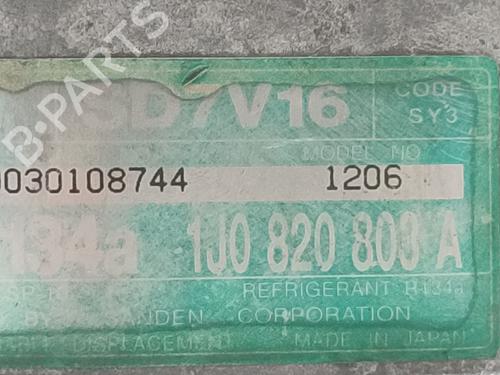 SD7V16
CODE
SY3
MODEL NO
0030108744 1206
134a 1J0 820 803 A
REFRIGERANT R134a
BY SANDEN CORPORATION
DISPLACEMENT MADE IN JAPAN
B-PARTS